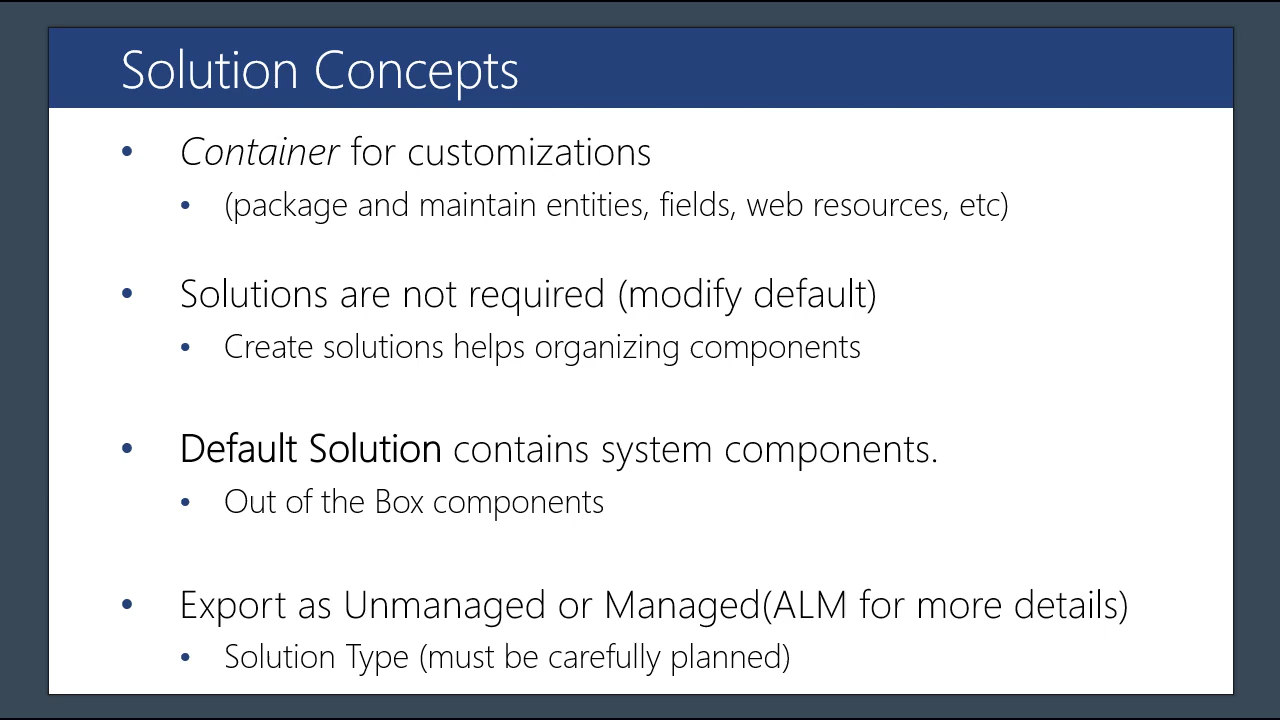 Solution Concepts
• Container for customizations
• (package and maintain entities, fields, web resources, etc)
• Solutions are not required (modify default)
• Create solutions helps organizing components
• Default Solution contains system components.
• Out of the Box components
• Export as Unmanaged or Managed(ALM for more details)
• Solution Type (must be carefully planned)